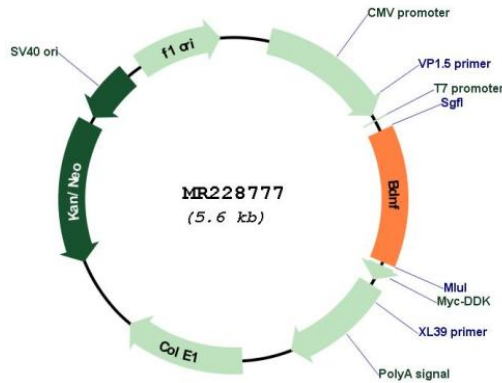 CMV promoter
VP1.5 primer
T7 promoter
SgfI
Bdnf
MluI
Myc-DDK
XL39 primer
PolyA signal
Col E1
Kan/Neo
SV40 ori
f1 ori
MR228777
(5.6 kb)